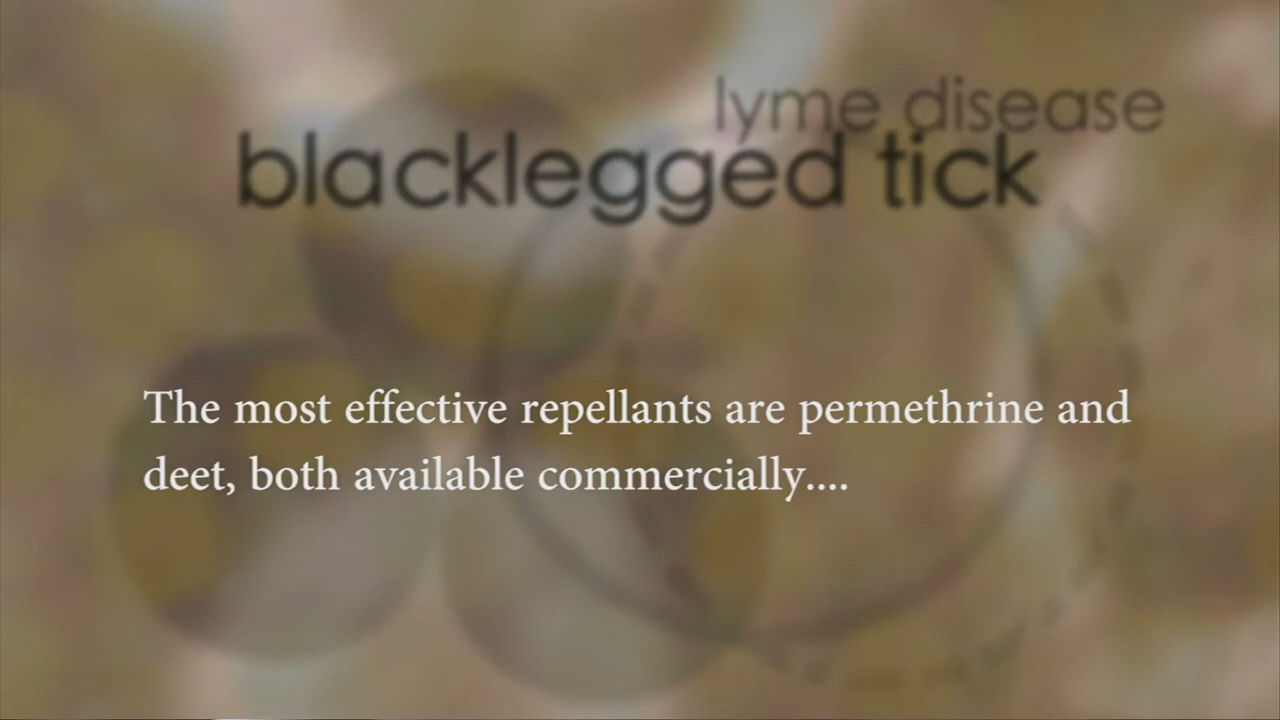 lyme disease
blacklegged tick
The most effective repellants are permethrine and
deet, both available commercially....